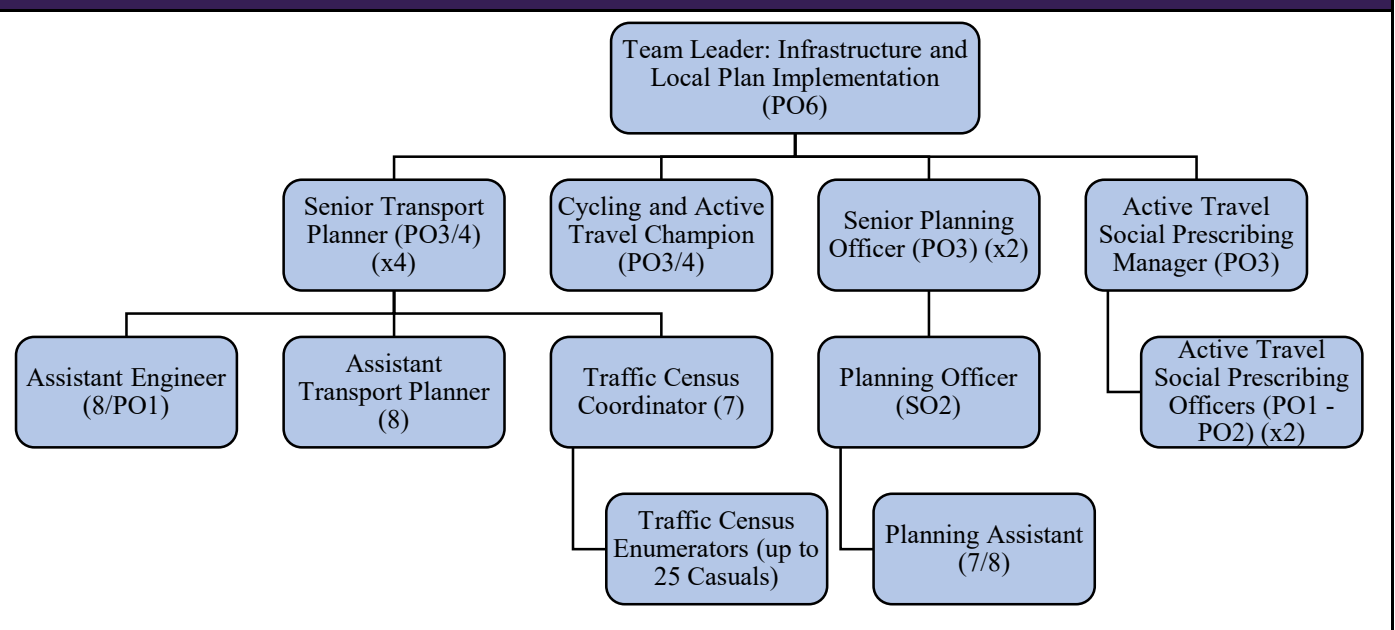 Team Leader: Infrastructure and
Local Plan Implementation
(PO6)
Senior Transport
Planner (PO3/4)
(x4)
Cycling and Active
Travel Champion
(PO3/4)
Senior Planning
Officer (PO3) (x2)
Active Travel
Social Prescribing
Manager (PO3)
Assistant Engineer
(8/PO1)
Assistant
Transport Planner
(8)
Traffic Census
Coordinator (7)
Planning Officer
(SO2)
Active Travel
Social Prescribing
Officers (PO1 -
PO2) (x2)
Traffic Census
Enumerators (up to
25 Casuals)
Planning Assistant
(7/8)